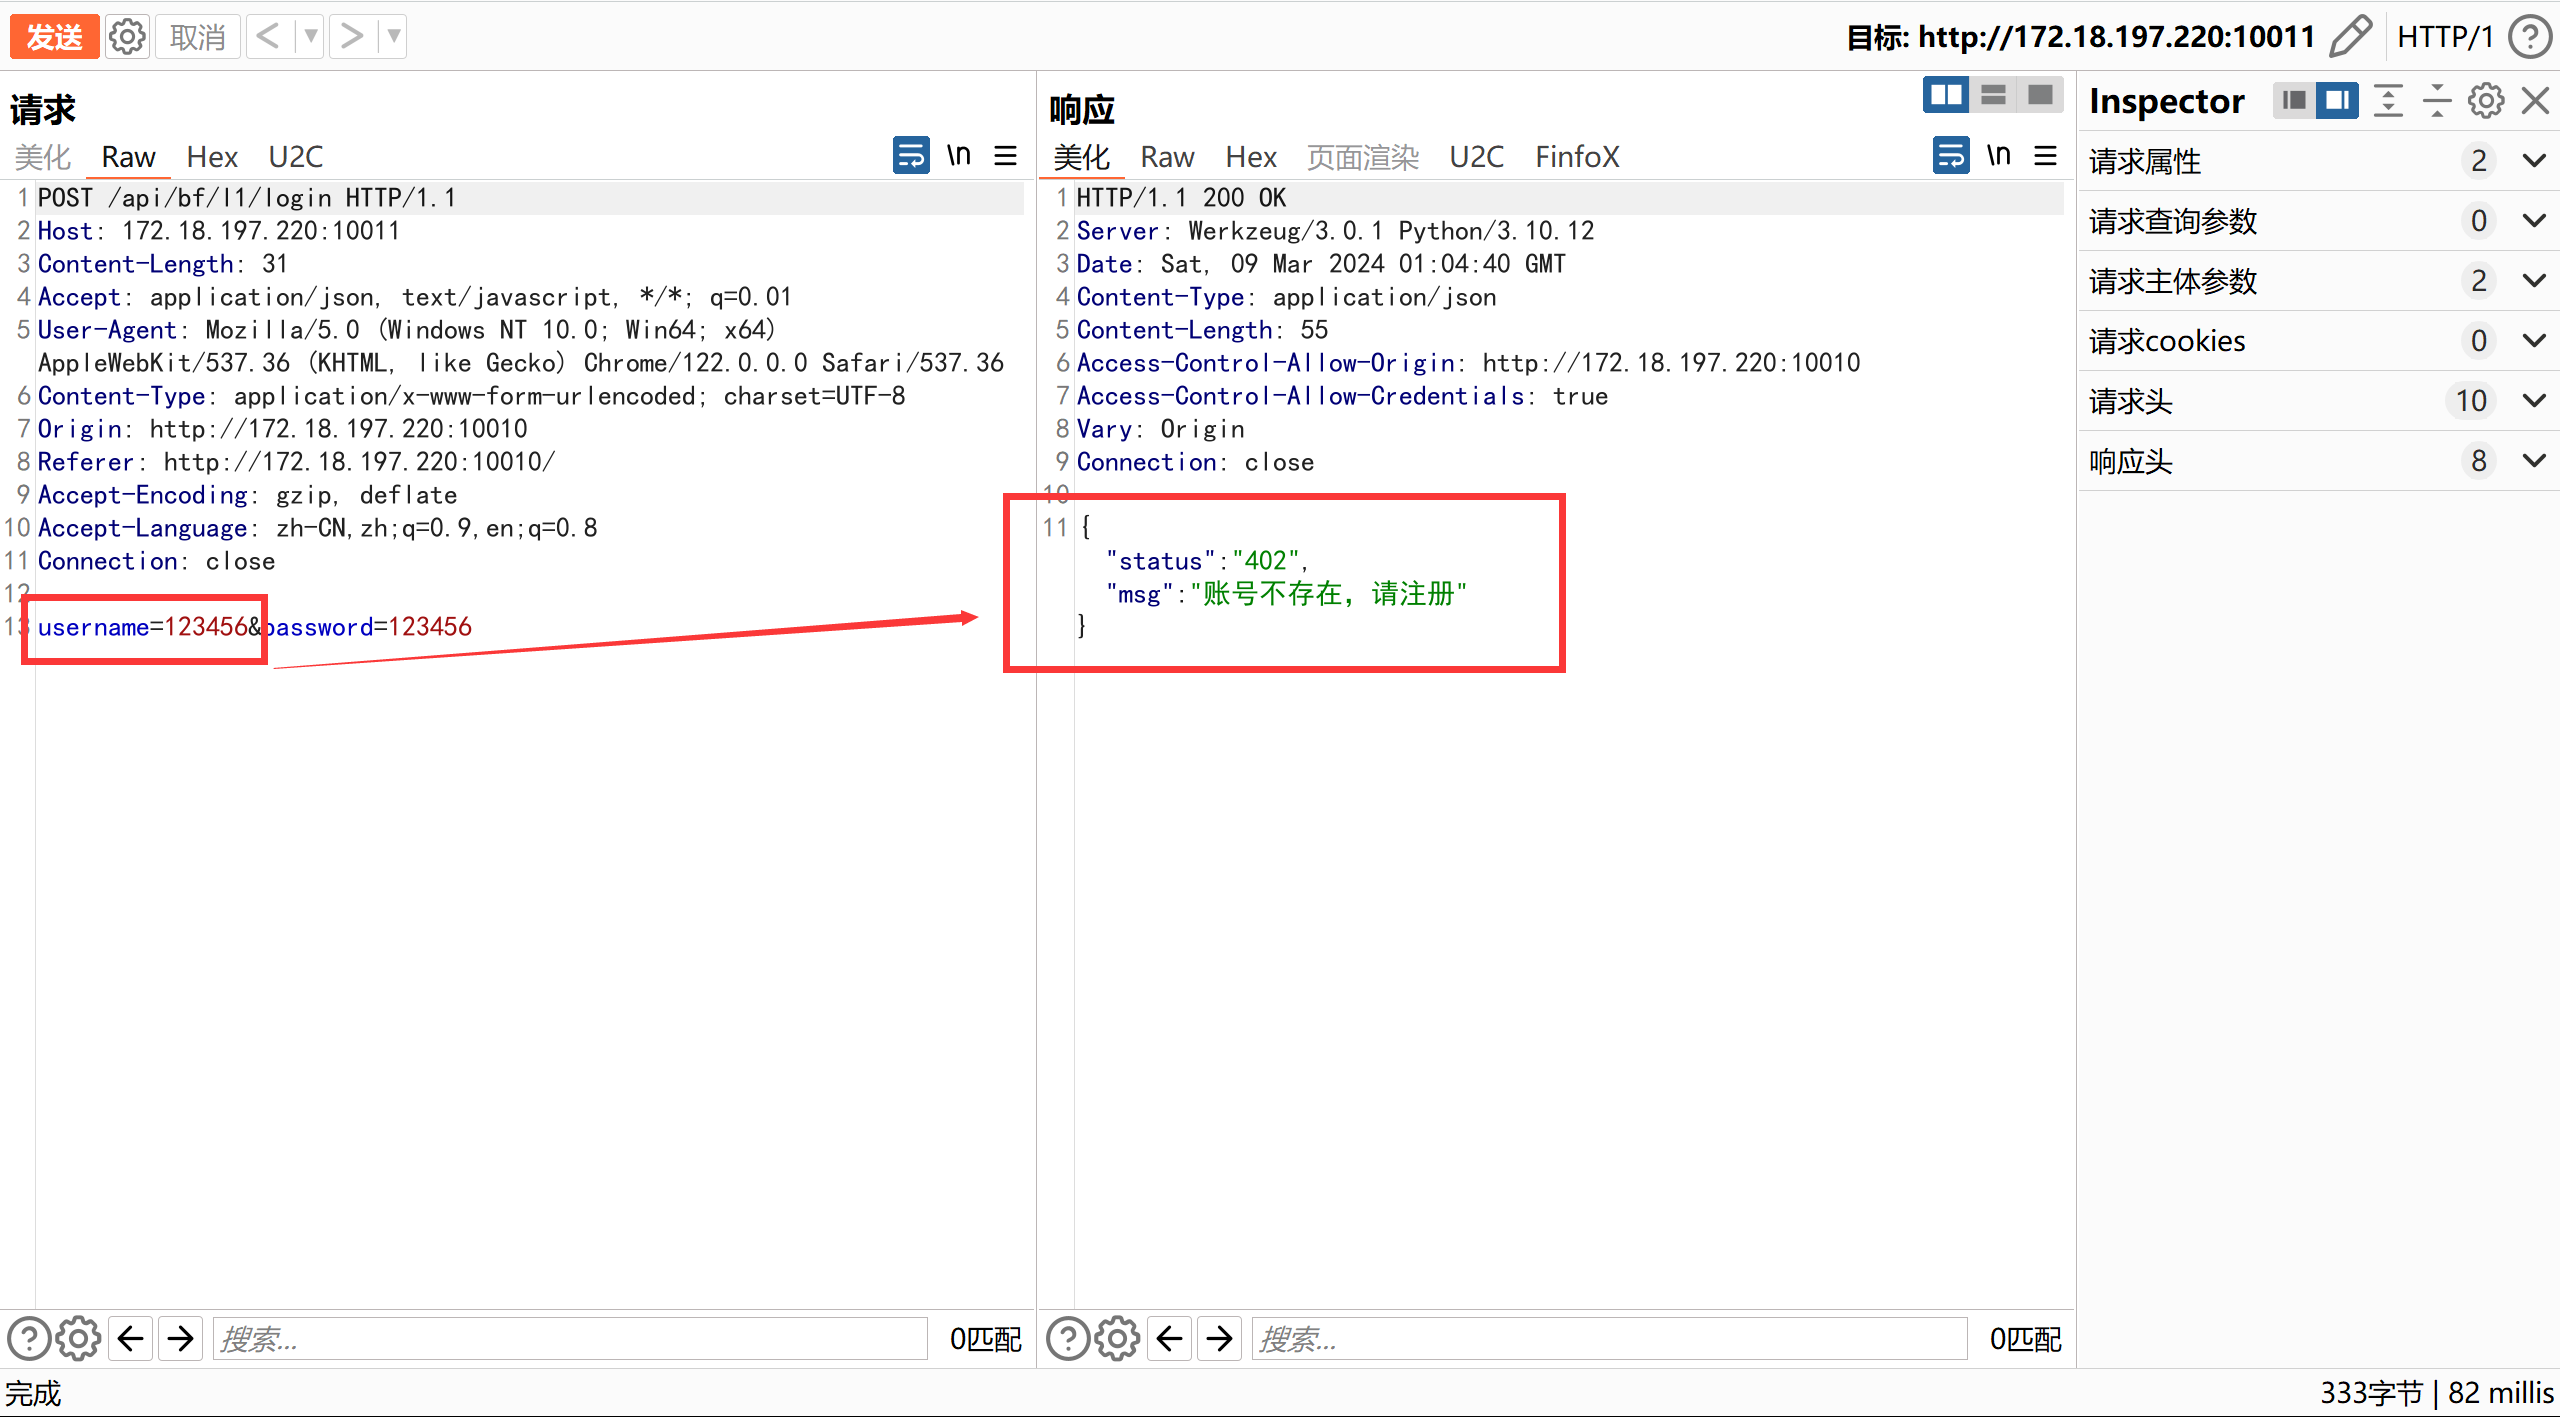 发送 取消 目标: http://172.18.197.220:10011 HTTP/1
请求
美化 Raw Hex U2C \n
1 POST /api/bf/l1/login HTTP/1.1
2 Host: 172.18.197.220:10011
3 Content-Length: 31
4 Accept: application/json, text/javascript, */*; q=0.01
5 User-Agent: Mozilla/5.0 (Windows NT 10.0; Win64; x64)
AppleWebKit/537.36 (KHTML, like Gecko) Chrome/122.0.0.0 Safari/537.36
6 Content-Type: application/x-www-form-urlencoded; charset=UTF-8
7 Origin: http://172.18.197.220:10010
8 Referer: http://172.18.197.220:10010/
9 Accept-Encoding: gzip, deflate
10 Accept-Language: zh-CN,zh;q=0.9,en;q=0.8
11 Connection: close
12
13 username=123456&password=123456
搜索... 0匹配
响应
美化 Raw Hex 页面渲染 U2C FinfoX \n
1 HTTP/1.1 200 OK
2 Server: Werkzeug/3.0.1 Python/3.10.12
3 Date: Sat, 09 Mar 2024 01:04:40 GMT
4 Content-Type: application/json
5 Content-Length: 55
6 Access-Control-Allow-Origin: http://172.18.197.220:10010
7 Access-Control-Allow-Credentials: true
8 Vary: Origin
9 Connection: close
10
11 {
"status":"402",
"msg":"账号不存在，请注册"
}
搜索... 0匹配
Inspector
请求属性 2
请求查询参数 0
请求主体参数 2
请求cookies 0
请求头 10
响应头 8
完成 333字节 | 82 millis